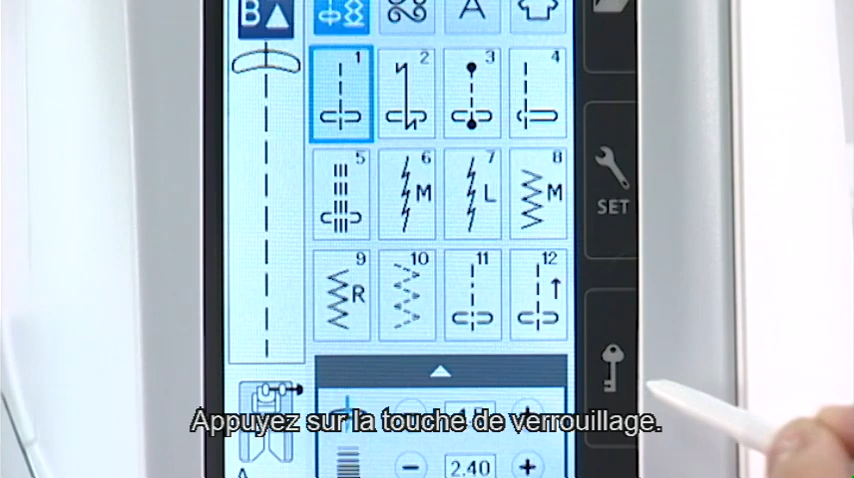 B
A
1 2 3 4
5 6 M 7 L 8 M
SET
9 R 10 11 12
Appuyez sur la touche de verrouillage.
A 2.40